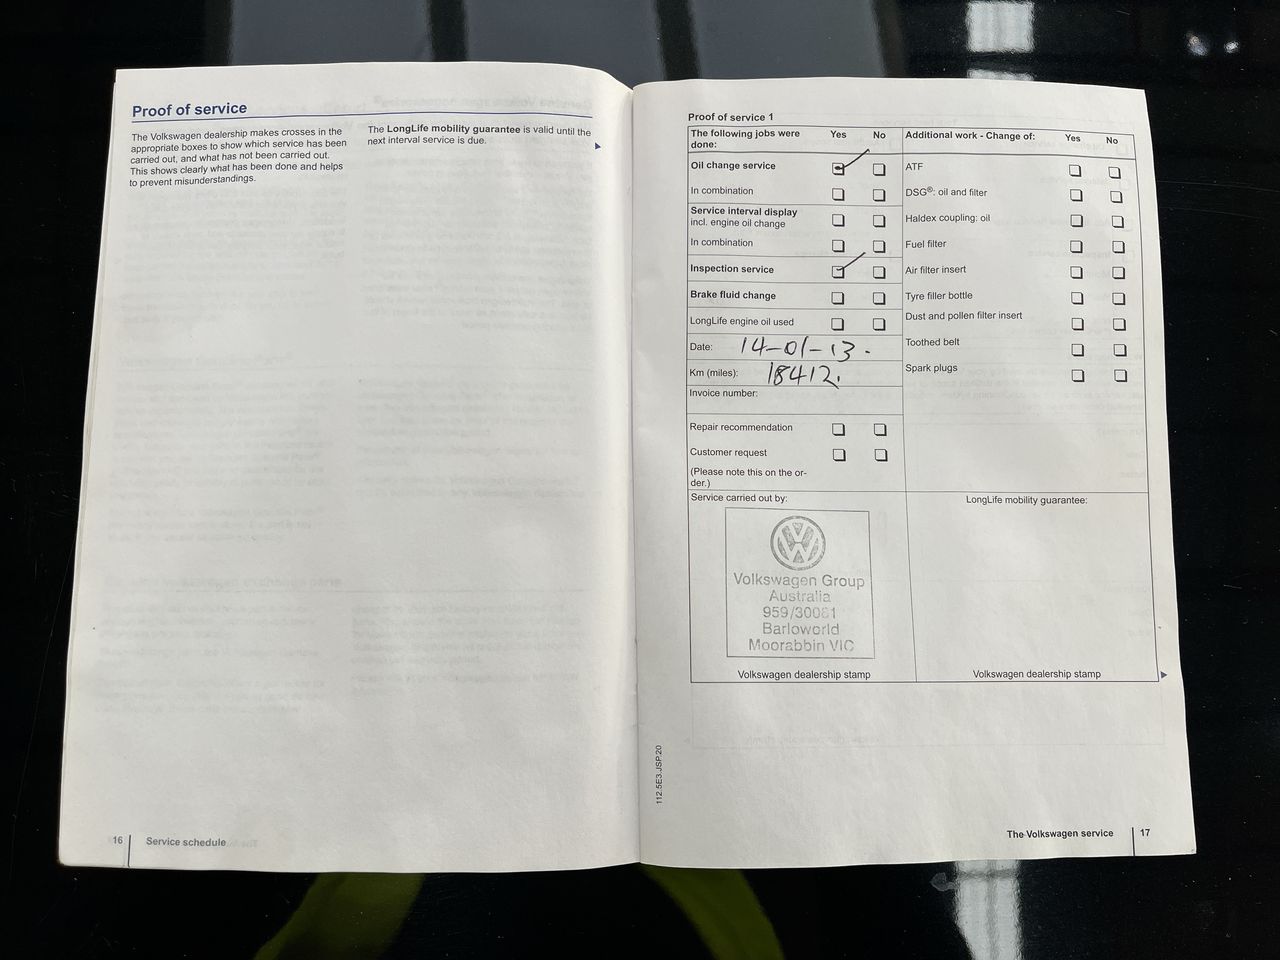 Proof of service
The Volkswagen dealership makes crosses in the
appropriate boxes to show which service has been
carried out, and what has not been carried out.
This shows clearly what has been done and helps
to prevent misunderstandings.
The LongLife mobility guarantee is valid until the
next interval service is due.
16
Service schedule
Proof of service 1
The following jobs were
done:
Yes
No
Oil change service
In combination
Service interval display
incl. engine oil change
In combination
Inspection service
Brake fluid change
LongLife engine oil used
Date: 14-01-13.
Km (miles): 18412.
Invoice number:
Repair recommendation
Customer request
(Please note this on the or-
der.)
Additional work - Change of:
Yes
No
ATF
DSG®: oil and filter
Haldex coupling: oil
Fuel filter
Air filter insert
Tyre filler bottle
Dust and pollen filter insert
Toothed belt
Spark plugs
Service carried out by:
Volkswagen Group
Australia
959/30081
Barloworld
Moorabbin VIC
Volkswagen dealership stamp
LongLife mobility guarantee:
Volkswagen dealership stamp
112.5E3.JSP.20
The Volkswagen service
17